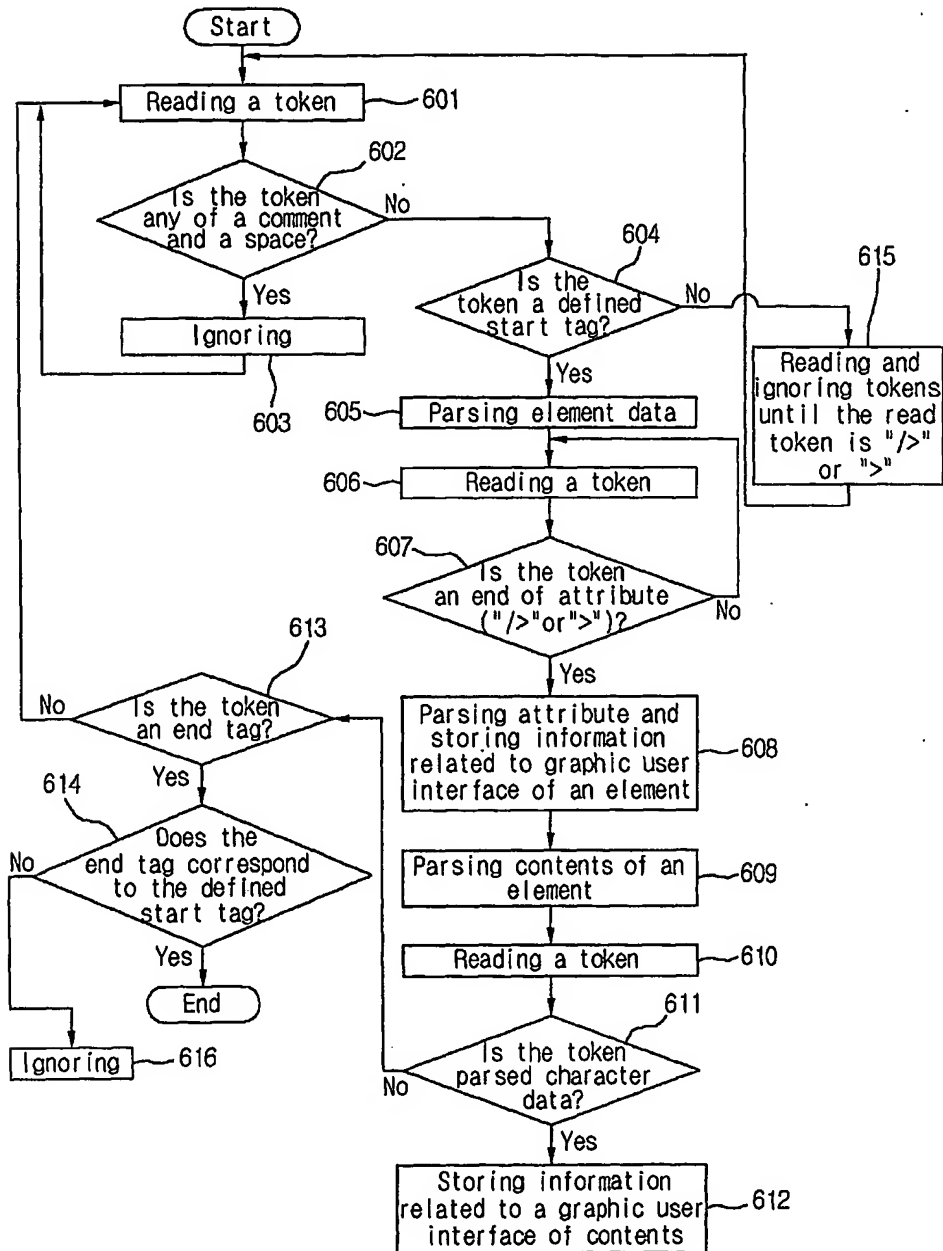 Start
Reading a token
601
602
Is the token
any of a comment
and a space?
No
Yes
Ignoring
603
604
Is the
token a defined
start tag?
No
Yes
615
Reading and
ignoring tokens
until the read
token is "/>"
or ">"
605
Parsing element data
606
Reading a token
607
Is the token
an end of attribute
("/>"or">")?
No
Yes
Parsing attribute and
storing information
related to graphic user
interface of an element
608
Parsing contents of an
element
609
Reading a token
610
611
Is the token
parsed character
data?
No
Yes
Storing information
related to a graphic user
interface of contents
612
613
Is the token
an end tag?
No
Yes
614
Does the
end tag correspond
to the defined
start tag?
No
Yes
End
Ignoring
616